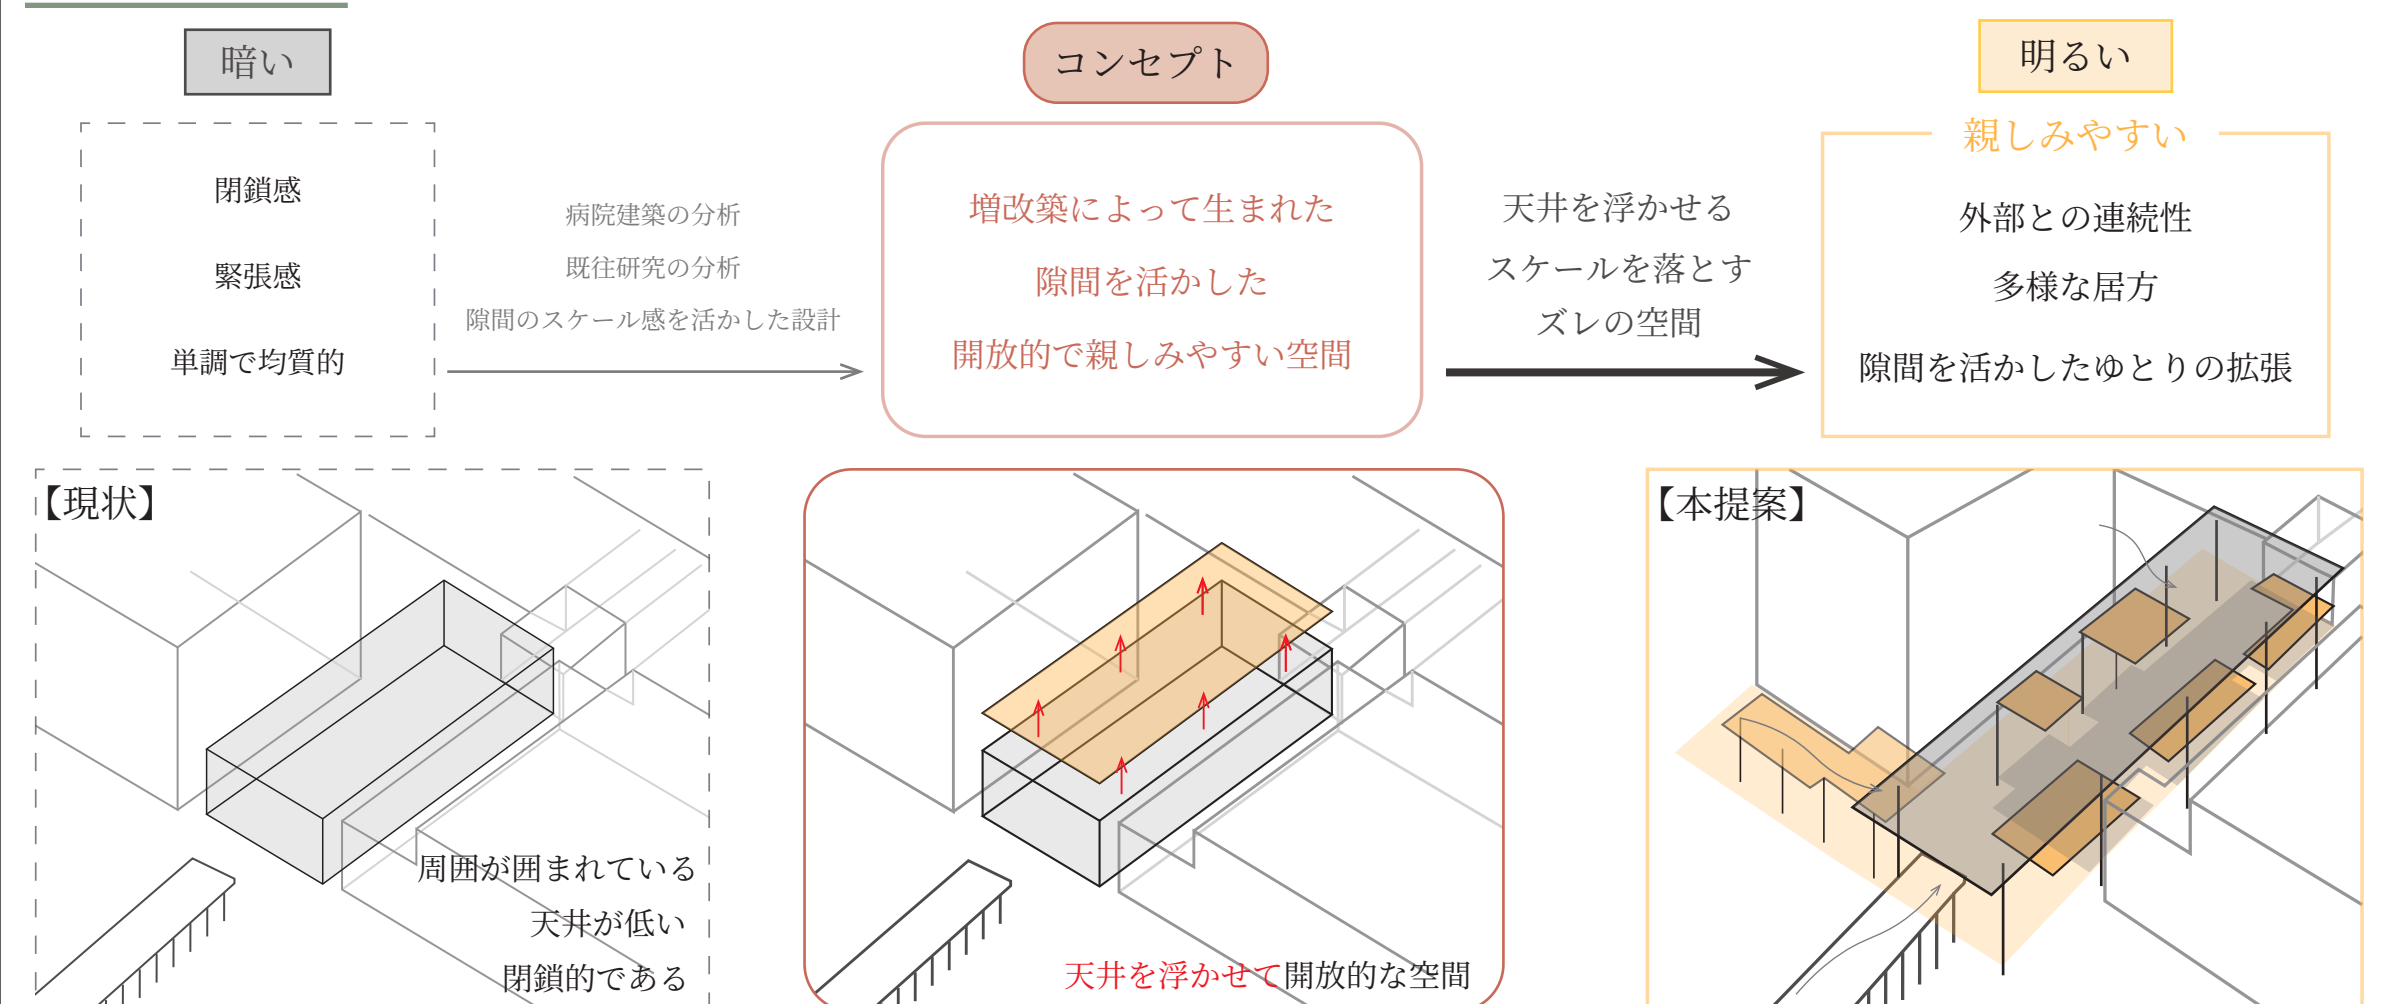 暗い
閉鎖感
緊張感
単調で均質的
病院建築の分析
既往研究の分析
隙間のスケール感を活かした設計
コンセプト
増改築によって生まれた
隙間を活かした
開放的で親しみやすい空間
天井を浮かせる
スケールを落とす
ズレの空間
明るい
親しみやすい
外部との連続性
多様な居方
隙間を活かしたゆとりの拡張
【現状】
周囲が囲まれている
天井が低い
閉鎖的である
天井を浮かせて開放的な空間
【本提案】